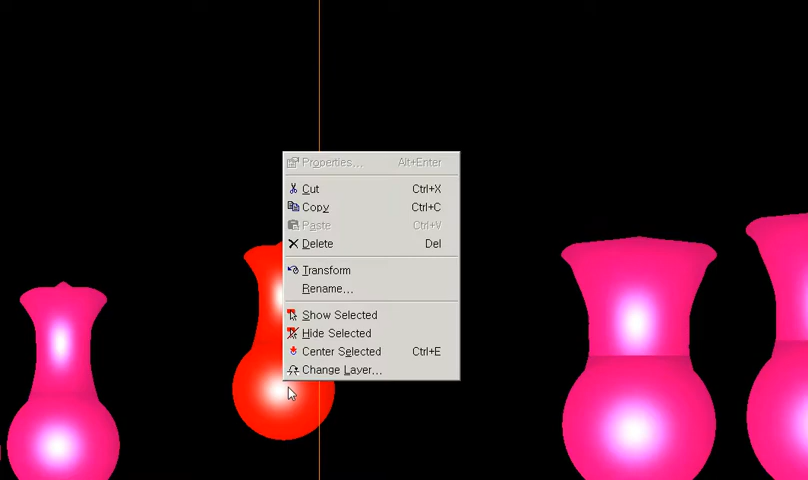 Properties... Alt+Enter
Cut Ctrl+X
Copy Ctrl+C
Paste Ctrl+V
Delete Del
Transform
Rename...
Show Selected
Hide Selected
Center Selected Ctrl+E
Change Layer...